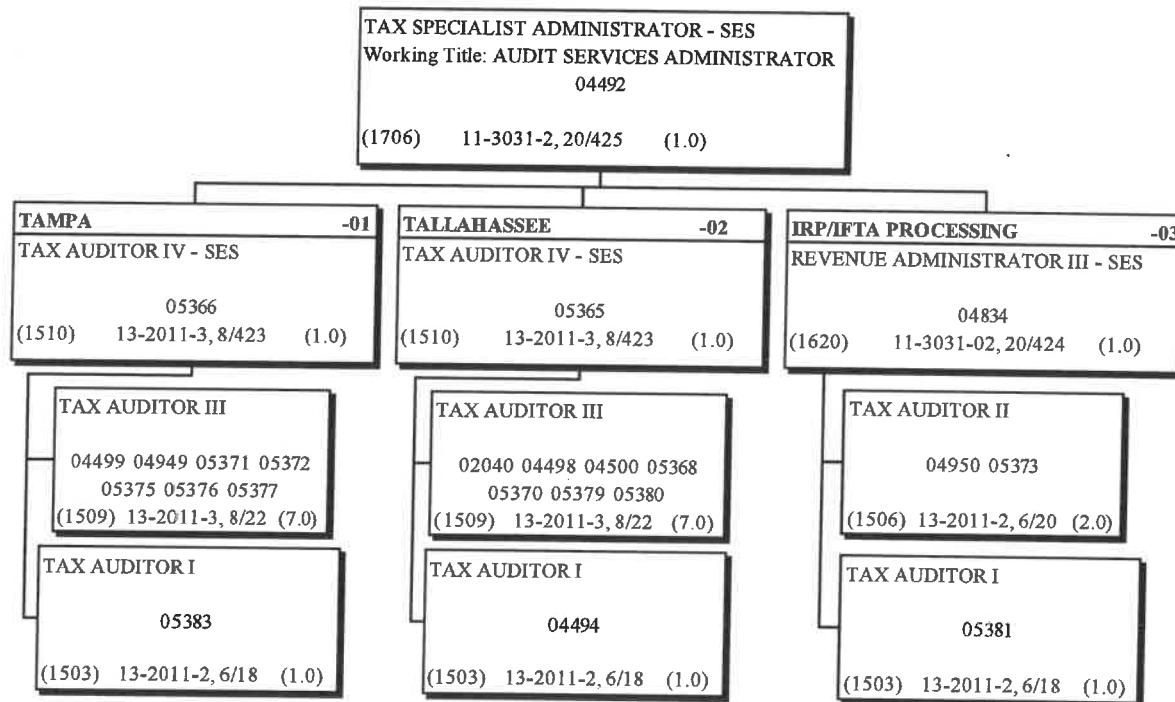 TAX SPECIALIST ADMINISTRATOR - SES
Working Title: AUDIT SERVICES ADMINISTRATOR
04492
(1706) 11-3031-2, 20/425 (1.0)
TAMPA -01
TAX AUDITOR IV - SES
05366
(1510) 13-2011-3, 8/423 (1.0)
TAX AUDITOR III
04499 04949 05371 05372
05375 05376 05377
(1509) 13-2011-3, 8/22 (7.0)
TAX AUDITOR I
05383
(1503) 13-2011-2, 6/18 (1.0)
TALLAHASSEE -02
TAX AUDITOR IV - SES
05365
(1510) 13-2011-3, 8/423 (1.0)
TAX AUDITOR III
02040 04498 04500 05368
05370 05379 05380
(1509) 13-2011-3, 8/22 (7.0)
TAX AUDITOR I
04494
(1503) 13-2011-2, 6/18 (1.0)
IRP/IFTA PROCESSING -03
REVENUE ADMINISTRATOR III - SES
04834
(1620) 11-3031-02, 20/424 (1.0)
TAX AUDITOR II
04950 05373
(1506) 13-2011-2, 6/20 (2.0)
TAX AUDITOR I
05381
(1503) 13-2011-2, 6/18 (1.0)